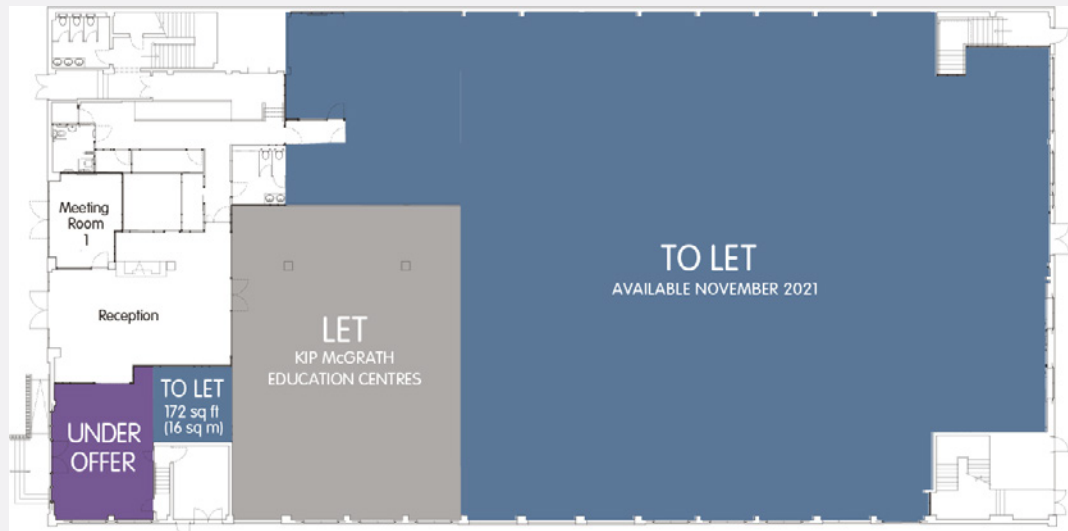 Meeting
Room
1
Reception
TO LET
AVAILABLE NOVEMBER 2021
LET
KIP McGRATH
EDUCATION CENTRES
TO LET
172 sq ft
(16 sq m)
UNDER
OFFER